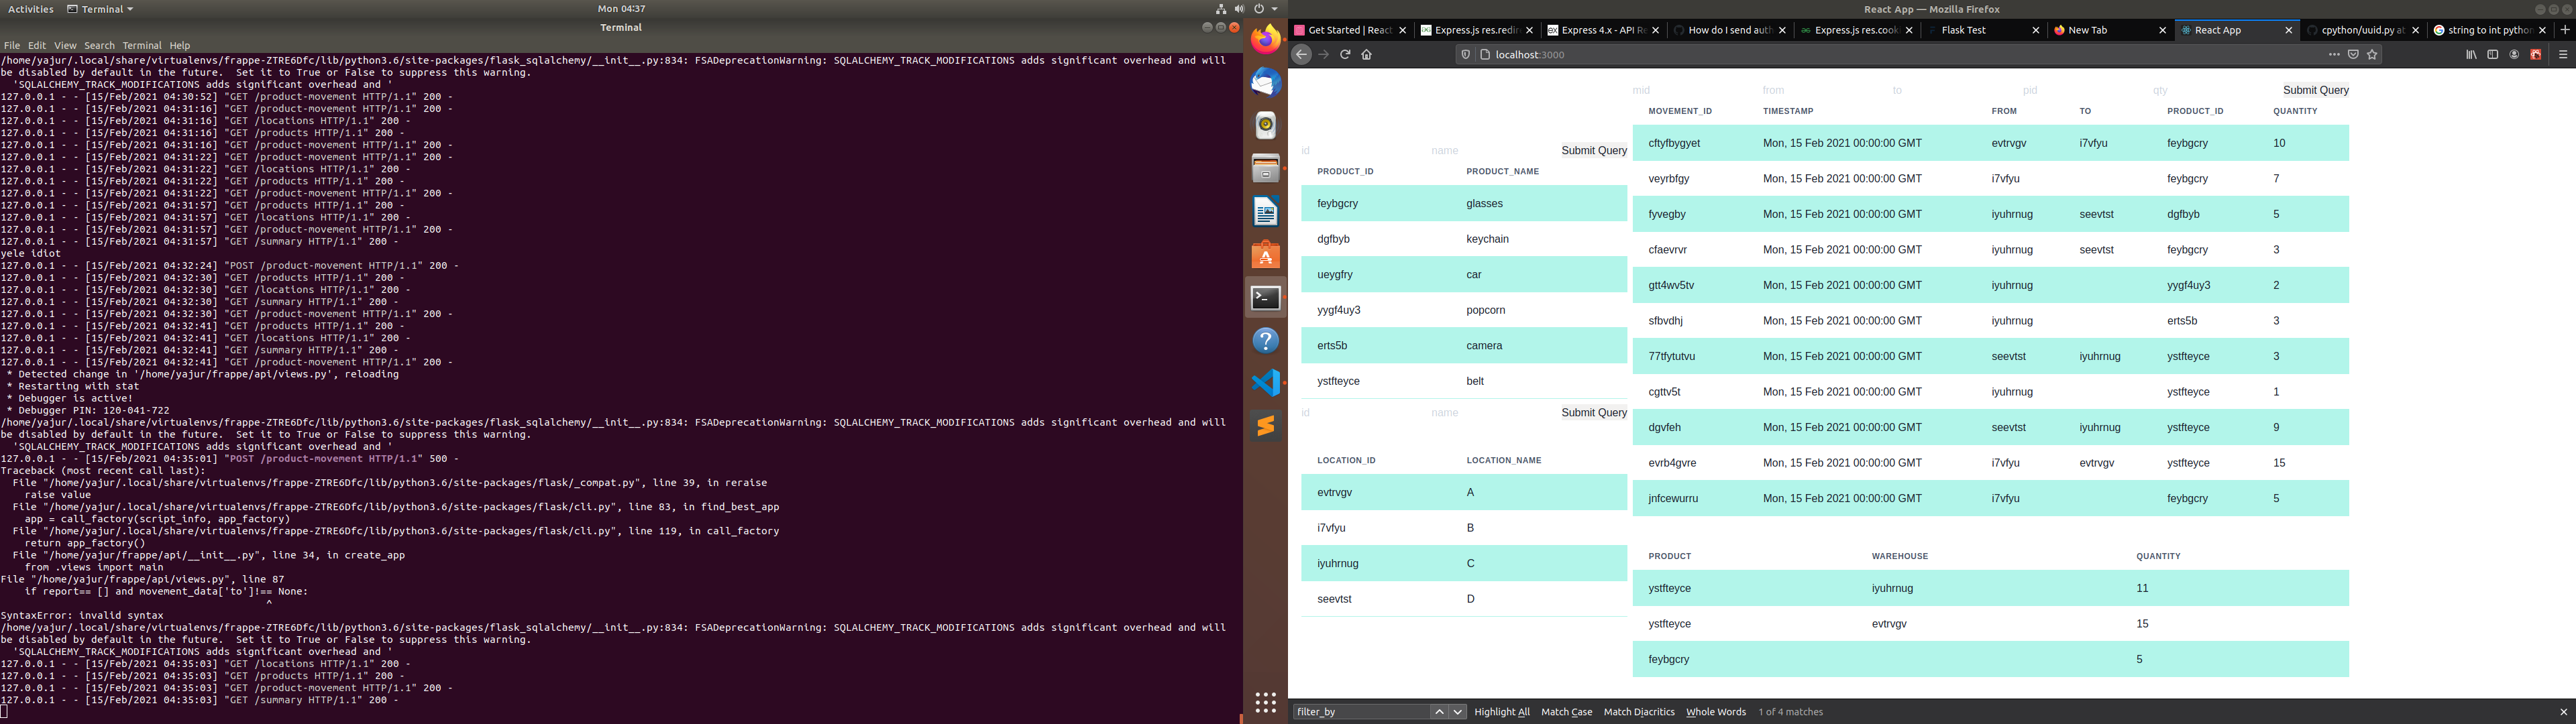 Activities Terminal Mon 04:37
Terminal
File Edit View Search Terminal Help
/home/yajur/.local/share/virtualenvs/frappe-ZTRE6Dfc/lib/python3.6/site-packages/flask_sqlalchemy/__init__.py:834: FSADeprecationWarning: SQLALCHEMY_TRACK_MODIFICATIONS adds significant overhead and will
be disabled by default in the future.  Set it to True or False to suppress this warning.
  'SQLALCHEMY_TRACK_MODIFICATIONS adds significant overhead and '
127.0.0.1 - - [15/Feb/2021 04:30:52] "GET /product-movement HTTP/1.1" 200 -
127.0.0.1 - - [15/Feb/2021 04:31:16] "GET /product-movement HTTP/1.1" 200 -
127.0.0.1 - - [15/Feb/2021 04:31:16] "GET /locations HTTP/1.1" 200 -
127.0.0.1 - - [15/Feb/2021 04:31:16] "GET /products HTTP/1.1" 200 -
127.0.0.1 - - [15/Feb/2021 04:31:16] "GET /product-movement HTTP/1.1" 200 -
127.0.0.1 - - [15/Feb/2021 04:31:22] "GET /product-movement HTTP/1.1" 200 -
127.0.0.1 - - [15/Feb/2021 04:31:22] "GET /locations HTTP/1.1" 200 -
127.0.0.1 - - [15/Feb/2021 04:31:22] "GET /products HTTP/1.1" 200 -
127.0.0.1 - - [15/Feb/2021 04:31:22] "GET /product-movement HTTP/1.1" 200 -
127.0.0.1 - - [15/Feb/2021 04:31:57] "GET /products HTTP/1.1" 200 -
127.0.0.1 - - [15/Feb/2021 04:31:57] "GET /locations HTTP/1.1" 200 -
127.0.0.1 - - [15/Feb/2021 04:31:57] "GET /product-movement HTTP/1.1" 200 -
127.0.0.1 - - [15/Feb/2021 04:31:57] "GET /summary HTTP/1.1" 200 -
yele idiot
127.0.0.1 - - [15/Feb/2021 04:32:24] "POST /product-movement HTTP/1.1" 200 -
127.0.0.1 - - [15/Feb/2021 04:32:30] "GET /products HTTP/1.1" 200 -
127.0.0.1 - - [15/Feb/2021 04:32:30] "GET /locations HTTP/1.1" 200 -
127.0.0.1 - - [15/Feb/2021 04:32:30] "GET /summary HTTP/1.1" 200 -
127.0.0.1 - - [15/Feb/2021 04:32:30] "GET /product-movement HTTP/1.1" 200 -
127.0.0.1 - - [15/Feb/2021 04:32:41] "GET /products HTTP/1.1" 200 -
127.0.0.1 - - [15/Feb/2021 04:32:41] "GET /locations HTTP/1.1" 200 -
127.0.0.1 - - [15/Feb/2021 04:32:41] "GET /summary HTTP/1.1" 200 -
127.0.0.1 - - [15/Feb/2021 04:32:41] "GET /product-movement HTTP/1.1" 200 -
 * Detected change in '/home/yajur/frappe/api/views.py', reloading
 * Restarting with stat
 * Debugger is active!
 * Debugger PIN: 120-041-722
/home/yajur/.local/share/virtualenvs/frappe-ZTRE6Dfc/lib/python3.6/site-packages/flask_sqlalchemy/__init__.py:834: FSADeprecationWarning: SQLALCHEMY_TRACK_MODIFICATIONS adds significant overhead and will
be disabled by default in the future.  Set it to True or False to suppress this warning.
  'SQLALCHEMY_TRACK_MODIFICATIONS adds significant overhead and '
127.0.0.1 - - [15/Feb/2021 04:35:01] "POST /product-movement HTTP/1.1" 500 -
Traceback (most recent call last):
  File "/home/yajur/.local/share/virtualenvs/frappe-ZTRE6Dfc/lib/python3.6/site-packages/flask/_compat.py", line 39, in reraise
    raise value
  File "/home/yajur/.local/share/virtualenvs/frappe-ZTRE6Dfc/lib/python3.6/site-packages/flask/cli.py", line 83, in find_best_app
    app = call_factory(script_info, app_factory)
  File "/home/yajur/.local/share/virtualenvs/frappe-ZTRE6Dfc/lib/python3.6/site-packages/flask/cli.py", line 119, in call_factory
    return app_factory()
  File "/home/yajur/frappe/api/__init__.py", line 34, in create_app
    from .views import main
File "/home/yajur/frappe/api/views.py", line 87
    if report== [] and movement_data['to']!== None:
^
SyntaxError: invalid syntax
/home/yajur/.local/share/virtualenvs/frappe-ZTRE6Dfc/lib/python3.6/site-packages/flask_sqlalchemy/__init__.py:834: FSADeprecationWarning: SQLALCHEMY_TRACK_MODIFICATIONS adds significant overhead and will
be disabled by default in the future.  Set it to True or False to suppress this warning.
  'SQLALCHEMY_TRACK_MODIFICATIONS adds significant overhead and '
127.0.0.1 - - [15/Feb/2021 04:35:03] "GET /locations HTTP/1.1" 200 -
127.0.0.1 - - [15/Feb/2021 04:35:03] "GET /products HTTP/1.1" 200 -
127.0.0.1 - - [15/Feb/2021 04:35:03] "GET /product-movement HTTP/1.1" 200 -
127.0.0.1 - - [15/Feb/2021 04:35:03] "GET /summary HTTP/1.1" 200 -
React App — Mozilla Firefox
Get Started | React Express.js res.redire Express 4.x - API Re How do I send auth Express.js res.cooki Flask Test New Tab React App cpython/uuid.py at string to int python
localhost:3000
id name Submit Query
PRODUCT_ID PRODUCT_NAME
feybgcry glasses
dgfbyb keychain
ueygfry car
yygf4uy3 popcorn
erts5b camera
ystfteyce belt
id name Submit Query
LOCATION_ID LOCATION_NAME
evtrvgv A
i7vfyu B
iyuhrnug C
seevtst D
mid from to pid qty Submit Query
MOVEMENT_ID TIMESTAMP FROM TO PRODUCT_ID QUANTITY
cftyfbygyet Mon, 15 Feb 2021 00:00:00 GMT evtrvgv i7vfyu feybgcry 10
veyrbfgy Mon, 15 Feb 2021 00:00:00 GMT i7vfyu feybgcry 7
fyvegby Mon, 15 Feb 2021 00:00:00 GMT iyuhrnug seevtst dgfbyb 5
cfaevrvr Mon, 15 Feb 2021 00:00:00 GMT iyuhrnug seevtst feybgcry 3
gtt4wv5tv Mon, 15 Feb 2021 00:00:00 GMT iyuhrnug yygf4uy3 2
sfbvdhj Mon, 15 Feb 2021 00:00:00 GMT iyuhrnug erts5b 3
77tfytutvu Mon, 15 Feb 2021 00:00:00 GMT seevtst iyuhrnug ystfteyce 3
cgttv5t Mon, 15 Feb 2021 00:00:00 GMT iyuhrnug ystfteyce 1
dgvfeh Mon, 15 Feb 2021 00:00:00 GMT seevtst iyuhrnug ystfteyce 9
evrb4gvre Mon, 15 Feb 2021 00:00:00 GMT i7vfyu evtrvgv ystfteyce 15
jnfcewurru Mon, 15 Feb 2021 00:00:00 GMT i7vfyu feybgcry 5
PRODUCT WAREHOUSE QUANTITY
ystfteyce iyuhrnug 11
ystfteyce evtrvgv 15
feybgcry 5
filter_by Highlight All Match Case Match Diacritics Whole Words 1 of 4 matches